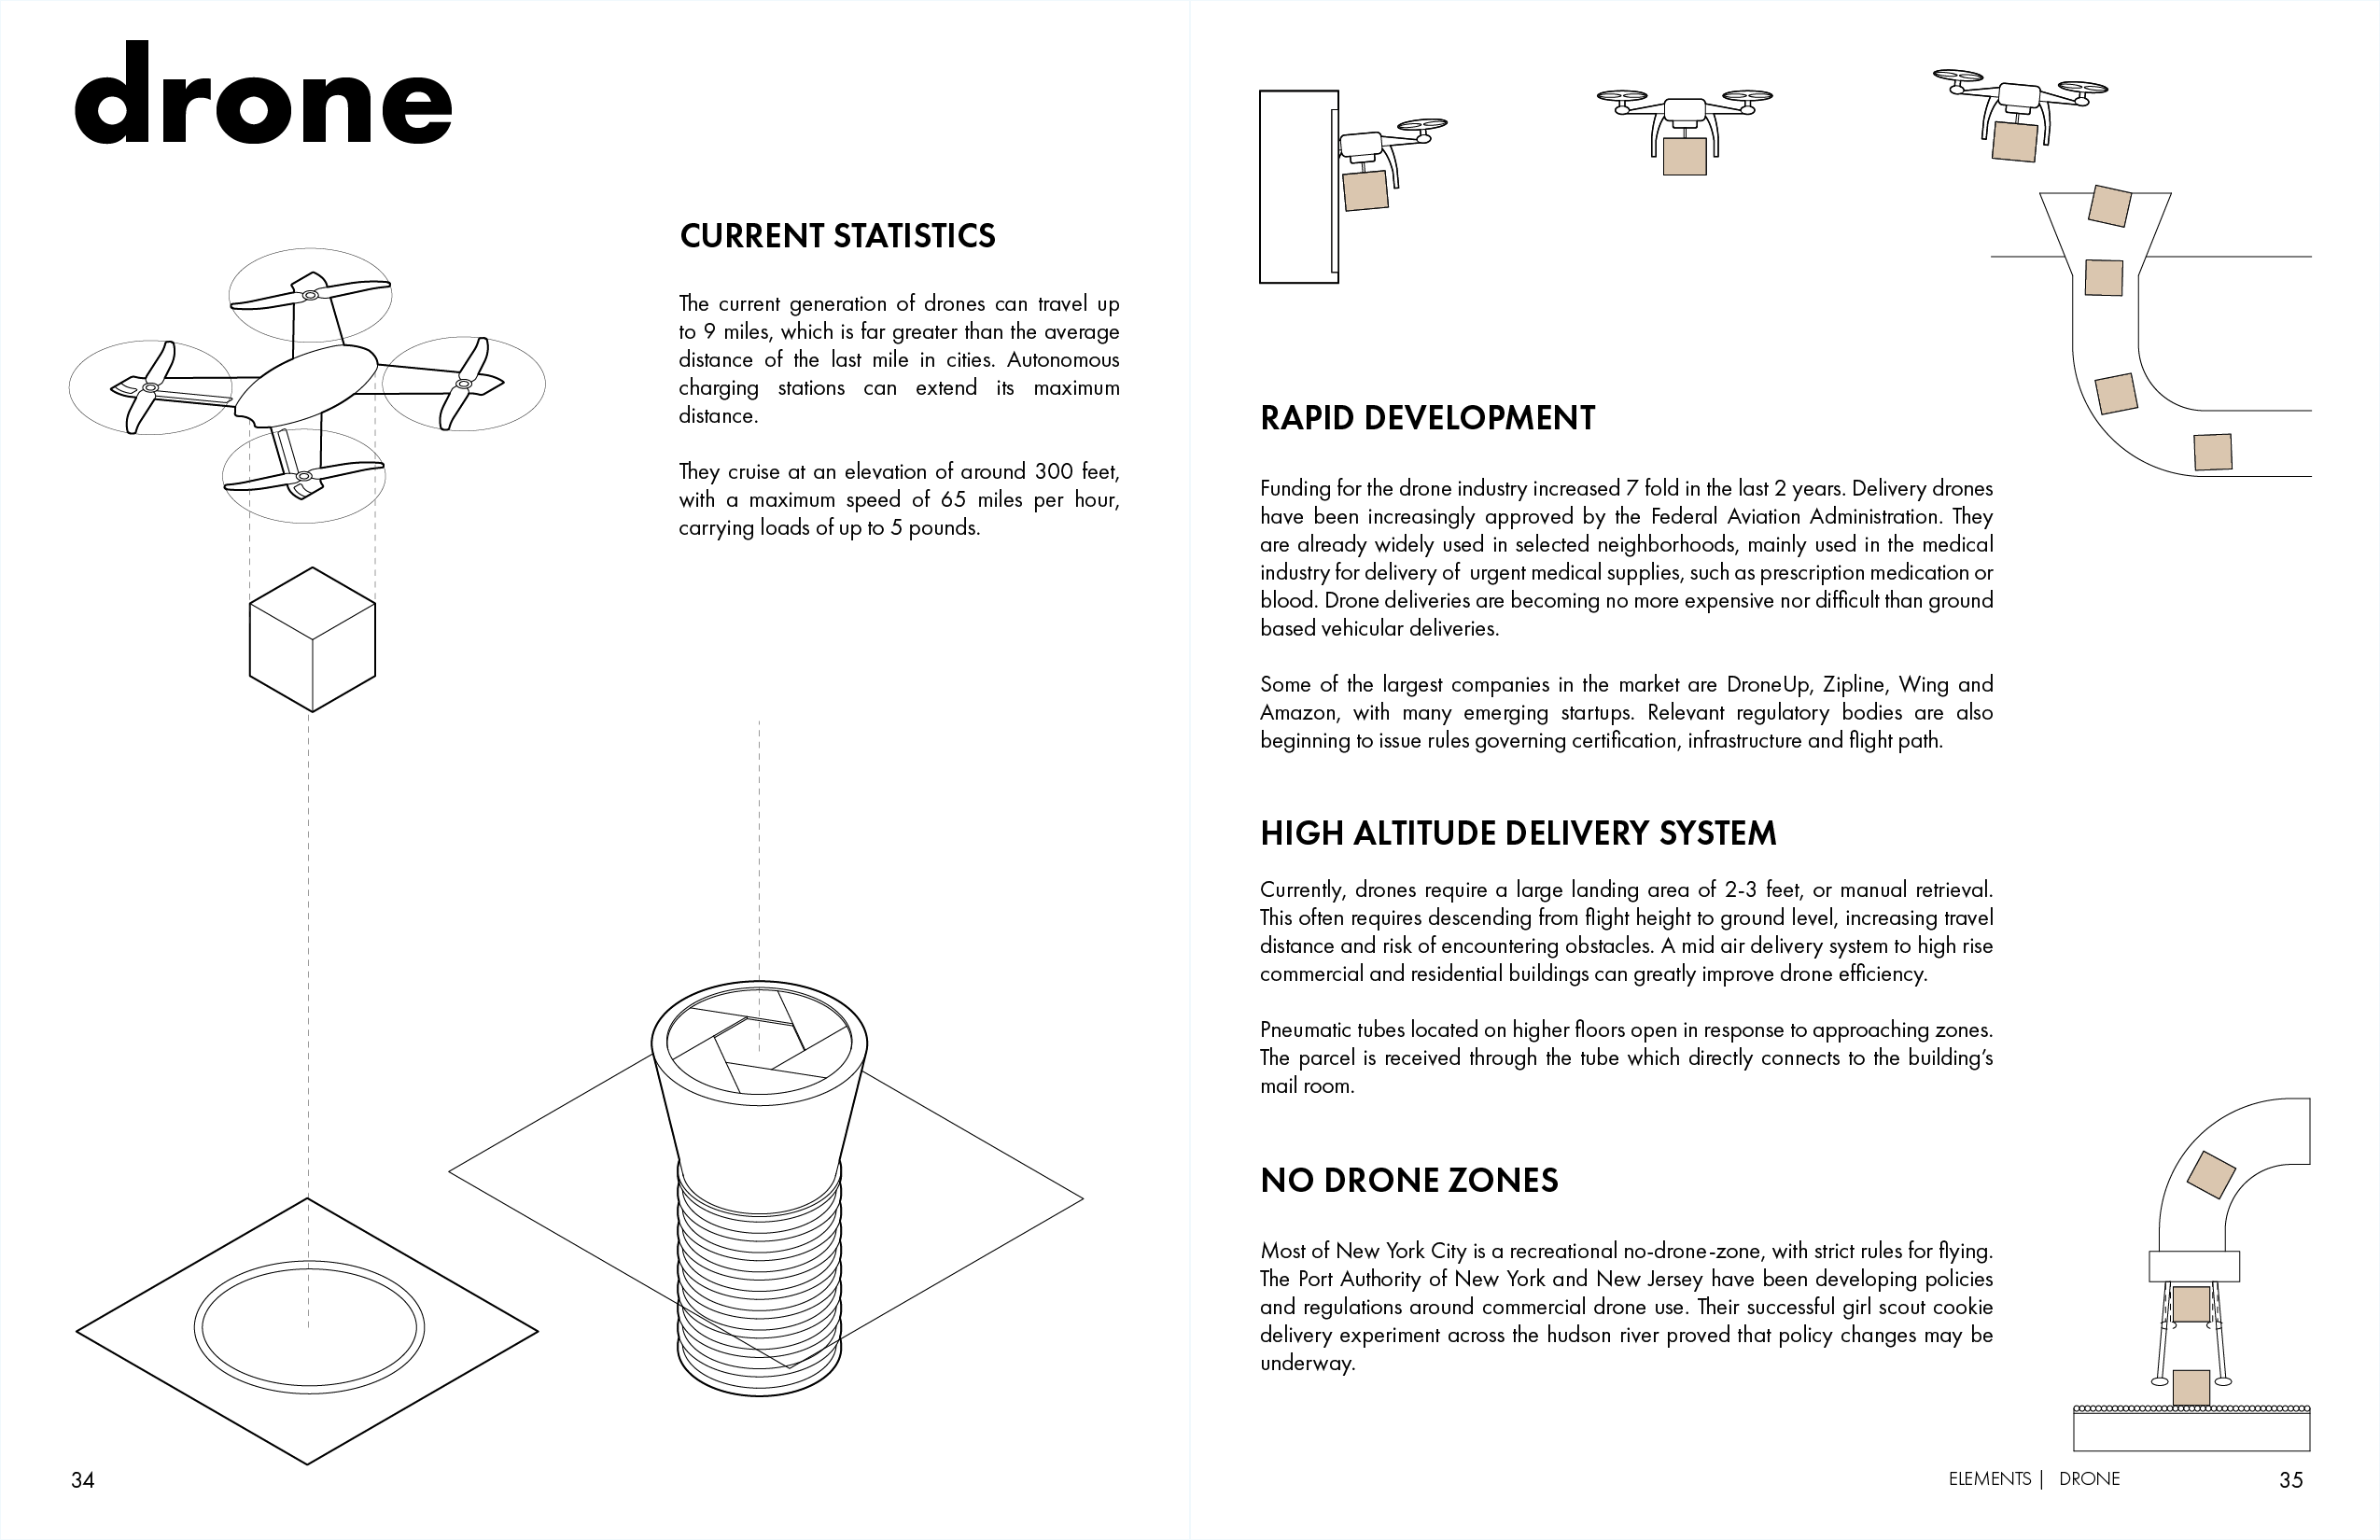 drone
CURRENT STATISTICS
The current generation of drones can travel up
to 9 miles, which is far greater than the average
distance of the last mile in cities. Autonomous
charging stations can extend its maximum
distance.
They cruise at an elevation of around 300 feet,
with a maximum speed of 65 miles per hour,
carrying loads of up to 5 pounds.
34
RAPID DEVELOPMENT
Funding for the drone industry increased 7 fold in the last 2 years. Delivery drones
have been increasingly approved by the Federal Aviation Administration. They
are already widely used in selected neighborhoods, mainly used in the medical
industry for delivery of urgent medical supplies, such as prescription medication or
blood. Drone deliveries are becoming no more expensive nor difficult than ground
based vehicular deliveries.
Some of the largest companies in the market are DroneUp, Zipline, Wing and
Amazon, with many emerging startups. Relevant regulatory bodies are also
beginning to issue rules governing certification, infrastructure and flight path.
HIGH ALTITUDE DELIVERY SYSTEM
Currently, drones require a large landing area of 2-3 feet, or manual retrieval.
This often requires descending from flight height to ground level, increasing travel
distance and risk of encountering obstacles. A mid air delivery system to high rise
commercial and residential buildings can greatly improve drone efficiency.
Pneumatic tubes located on higher floors open in response to approaching zones.
The parcel is received through the tube which directly connects to the building's
mail room.
NO DRONE ZONES
Most of New York City is a recreational no-drone-zone, with strict rules for flying.
The Port Authority of New York and New Jersey have been developing policies
and regulations around commercial drone use. Their successful girl scout cookie
delivery experiment across the hudson river proved that policy changes may be
underway.
ELEMENTS | DRONE
35